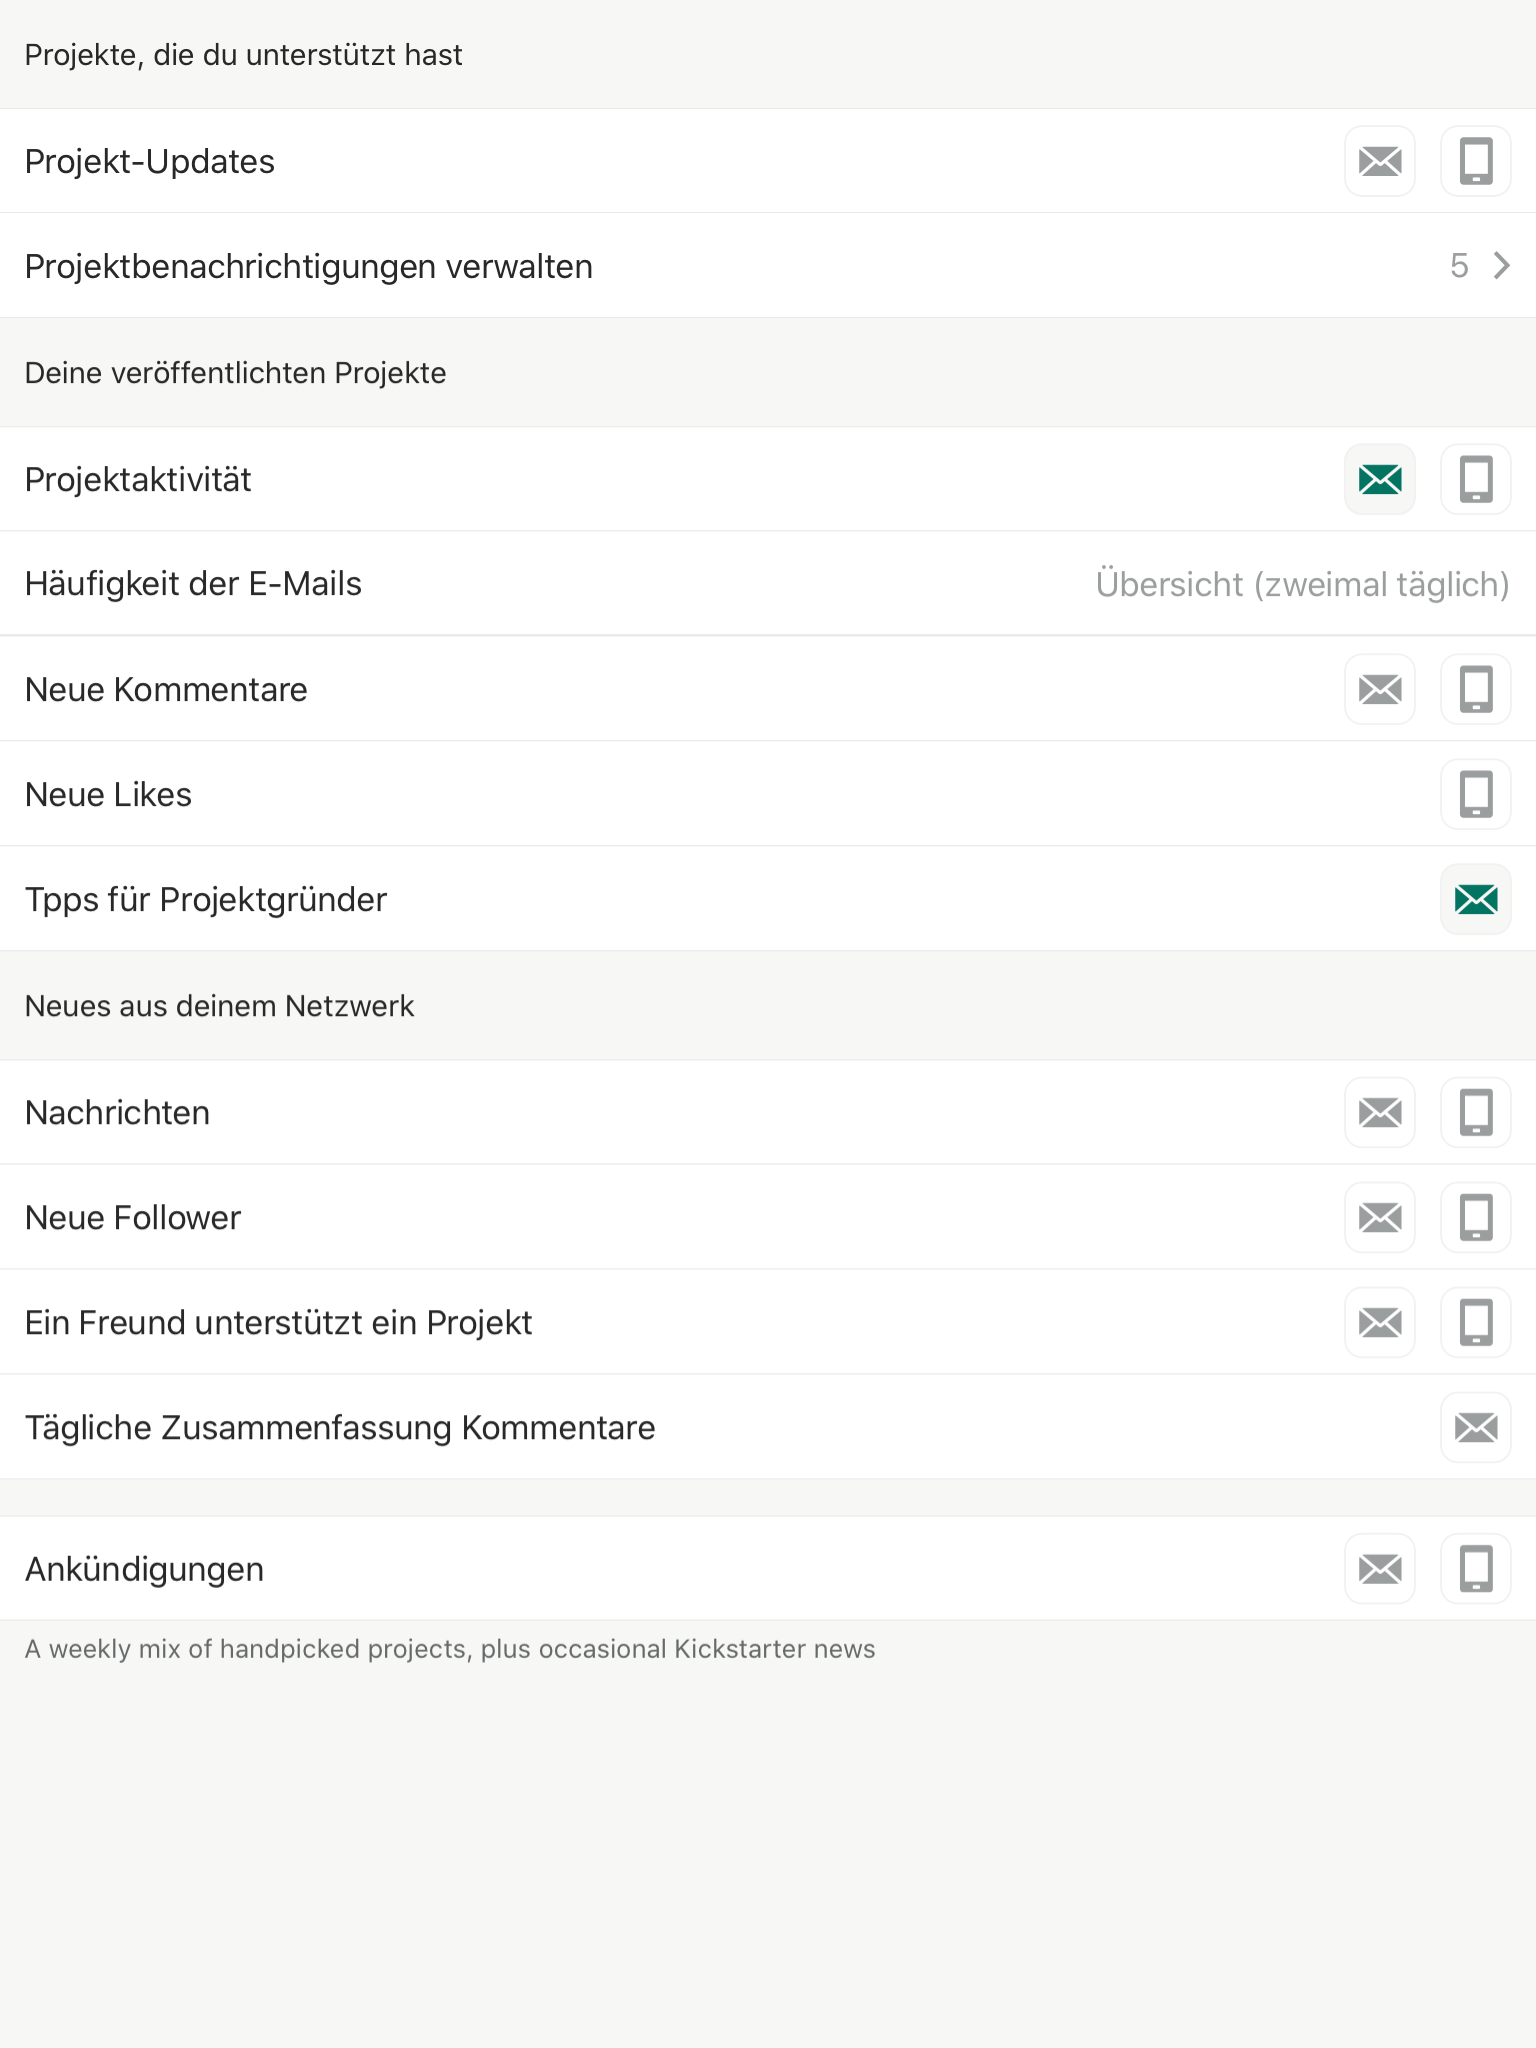 Projekte, die du unterstützt hast
Projekt-Updates
Projektbenachrichtigungen verwalten 5
Deine veröffentlichten Projekte
Projektaktivität
Häufigkeit der E-Mails Übersicht (zweimal täglich)
Neue Kommentare
Neue Likes
Tpps für Projektgründer
Neues aus deinem Netzwerk
Nachrichten
Neue Follower
Ein Freund unterstützt ein Projekt
Tägliche Zusammenfassung Kommentare
Ankündigungen
A weekly mix of handpicked projects, plus occasional Kickstarter news